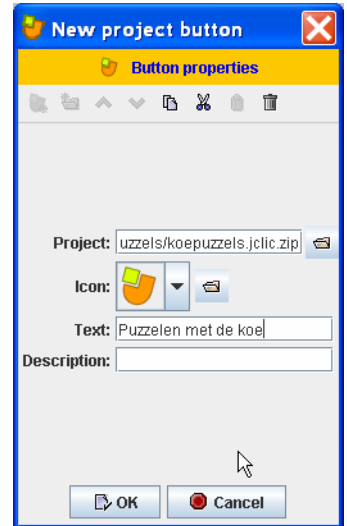 New project button
Button properties
Project: uzzels/koepuzzels.jclic.zip
Icon:
Text: Puzzelen met de koe
Description:
OK Cancel